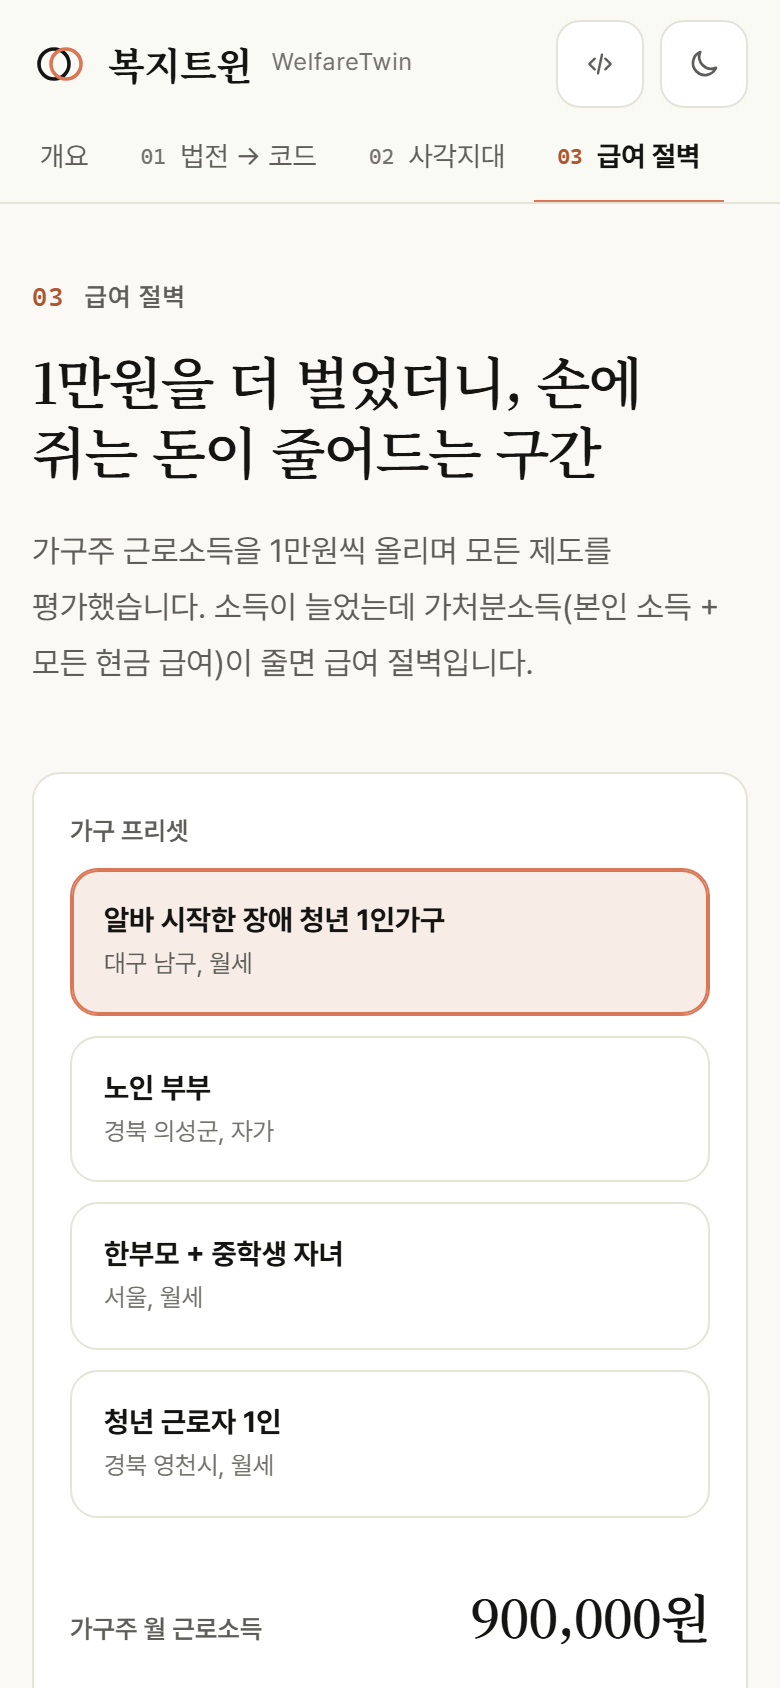 복지트윈 WelfareTwin </>
개요 01 법전 → 코드 02 사각지대 03 급여 절벽
03 급여 절벽
1만원을 더 벌었더니, 손에
쥐는 돈이 줄어드는 구간
가구주 근로소득을 1만원씩 올리며 모든 제도를
평가했습니다. 소득이 늘었는데 가처분소득(본인 소득 +
모든 현금 급여)이 줄면 급여 절벽입니다.
가구 프리셋
알바 시작한 장애 청년 1인가구
대구 남구, 월세
노인 부부
경북 의성군, 자가
한부모 + 중학생 자녀
서울, 월세
청년 근로자 1인
경북 영천시, 월세
가구주 월 근로소득 900,000원